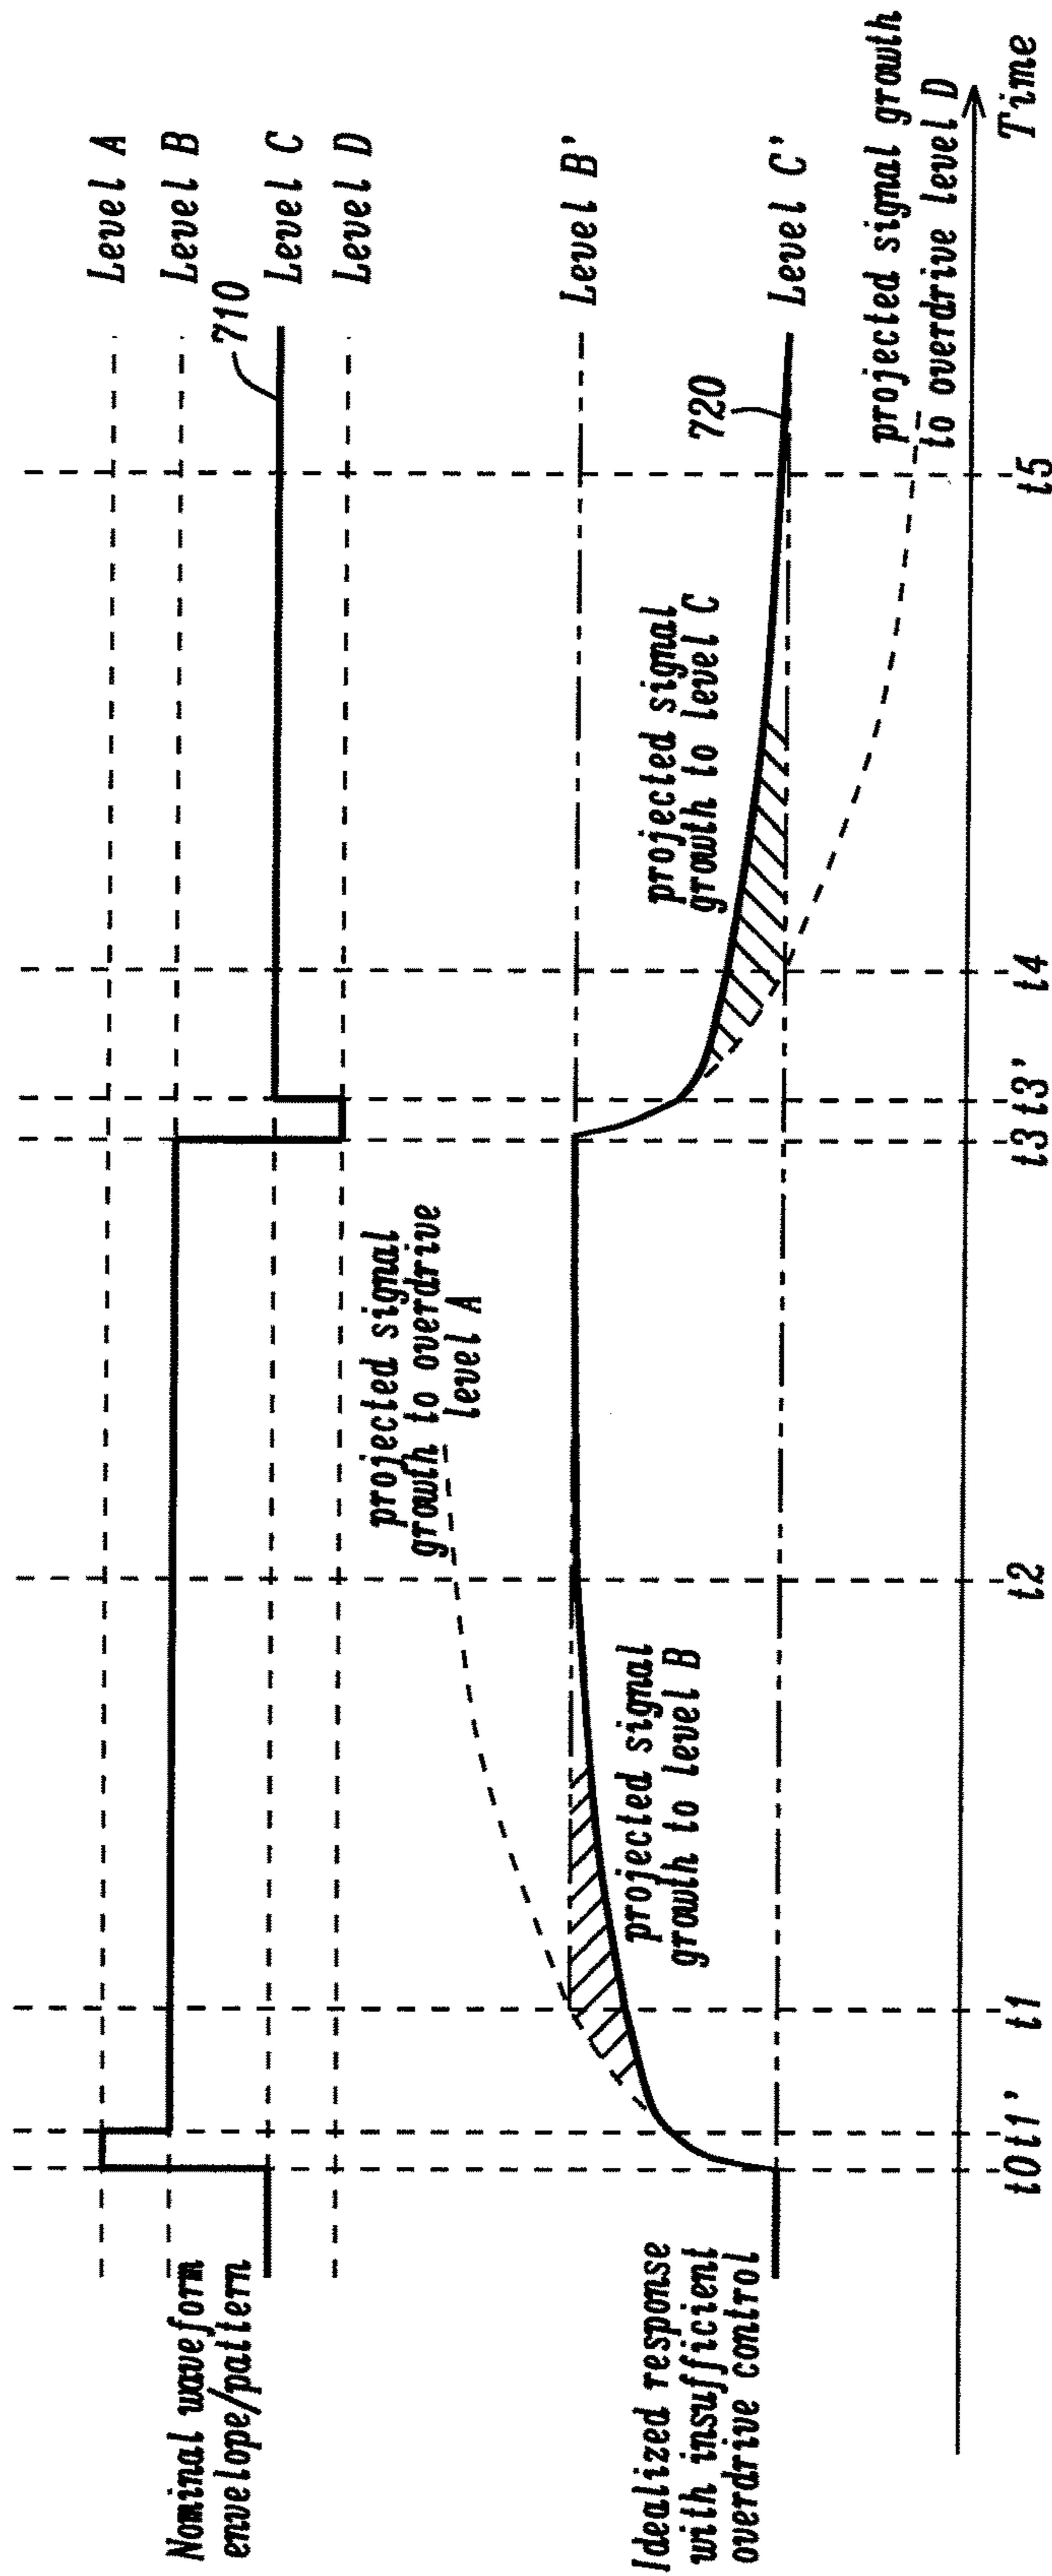 Nominal waveform
envelope/pattern
Level A
Level B
Level C
Level D
710
projected signal
growth to overdrive
level A
Idealized response
with insufficient
overdrive control
projected signal
growth to level B
projected signal
growth to level C
Level B'
720
Level C'
projected signal growth
to overdrive level D
t0 t1' t1 t2 t3 t3' t4 t5
Time